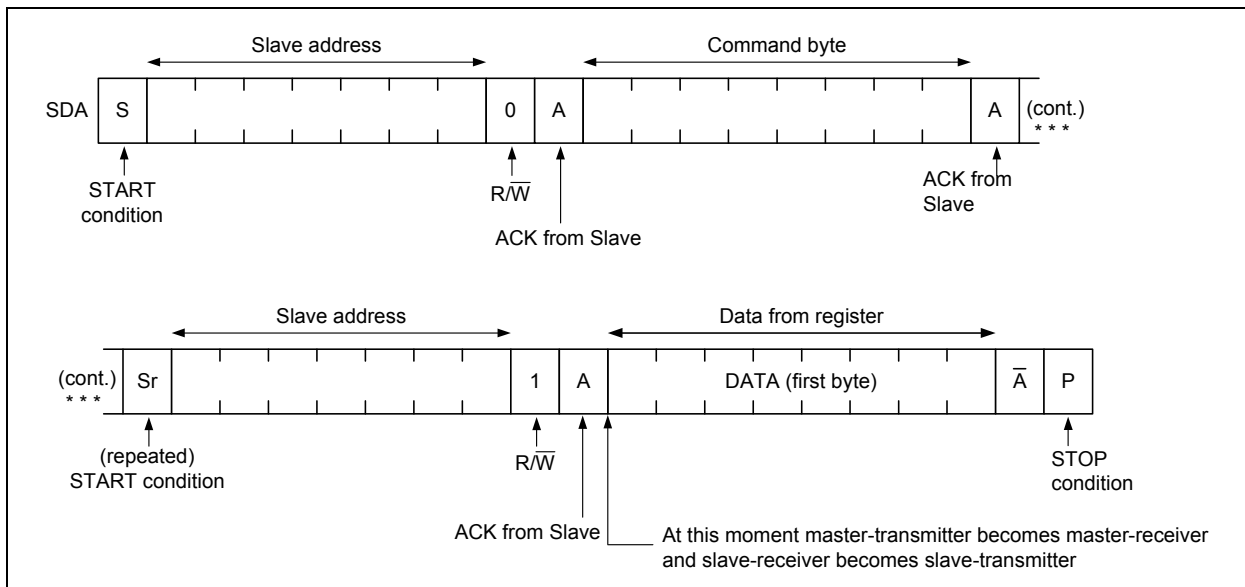 Slave address
Command byte
SDA
S
0
A
A
(cont.)
* * *
START
condition
R/W̅
ACK from Slave
ACK from
Slave
Slave address
Data from register
(cont.)
* * *
Sr
1
A
DATA (first byte)
A̅
P
(repeated)
START condition
R/W̅
ACK from Slave
STOP
condition
At this moment master-transmitter becomes master-receiver
and slave-receiver becomes slave-transmitter